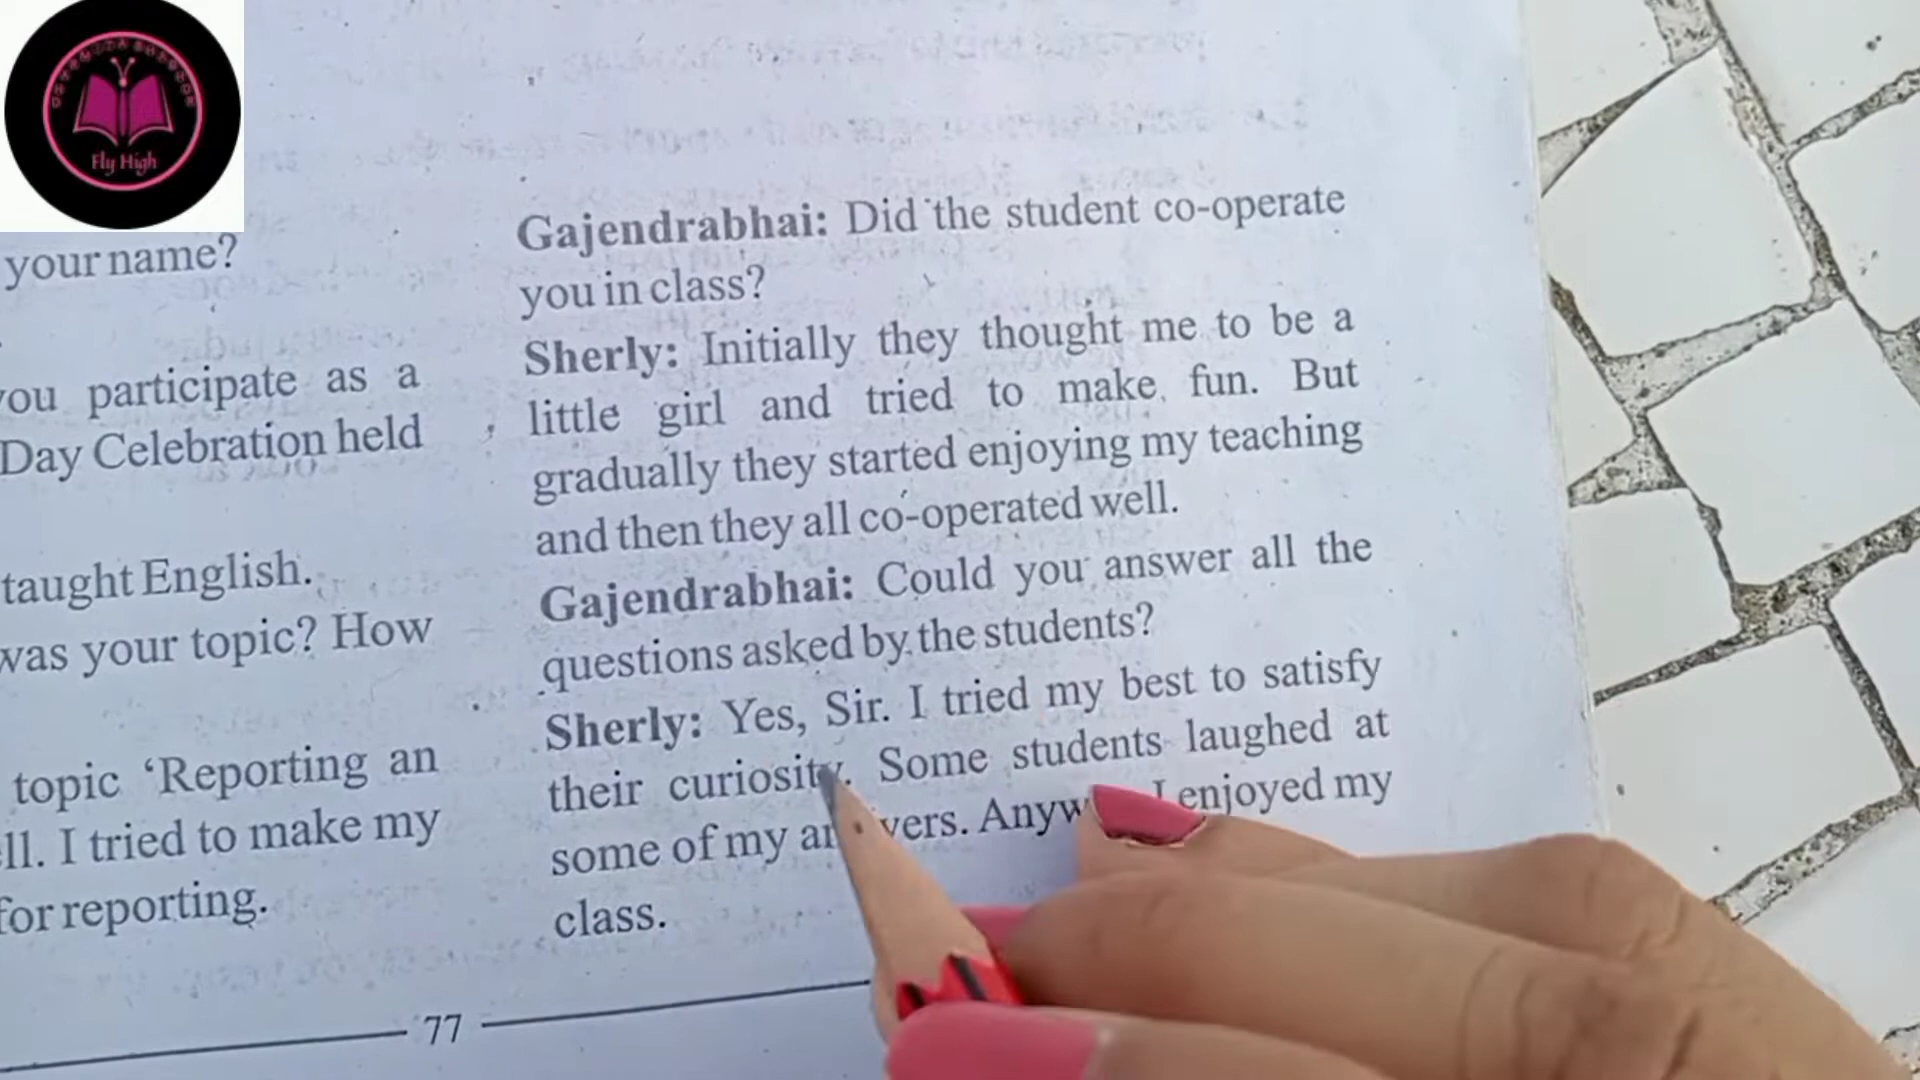 Fly High
your name?
you participate as a
Day Celebration held
taught English.
was your topic? How
topic ‘Reporting an
I tried to make my
for reporting.
Gajendrabhai: Did the student co-operate
you in class?
Sherly: Initially they thought me to be a
little girl and tried to make fun. But
gradually they started enjoying my teaching
and then they all co-operated well.
Gajendrabhai: Could you answer all the
questions asked by the students?
Sherly: Yes, Sir. I tried my best to satisfy
their curiosity. Some students laughed at
some of my I enjoyed my
class.
77